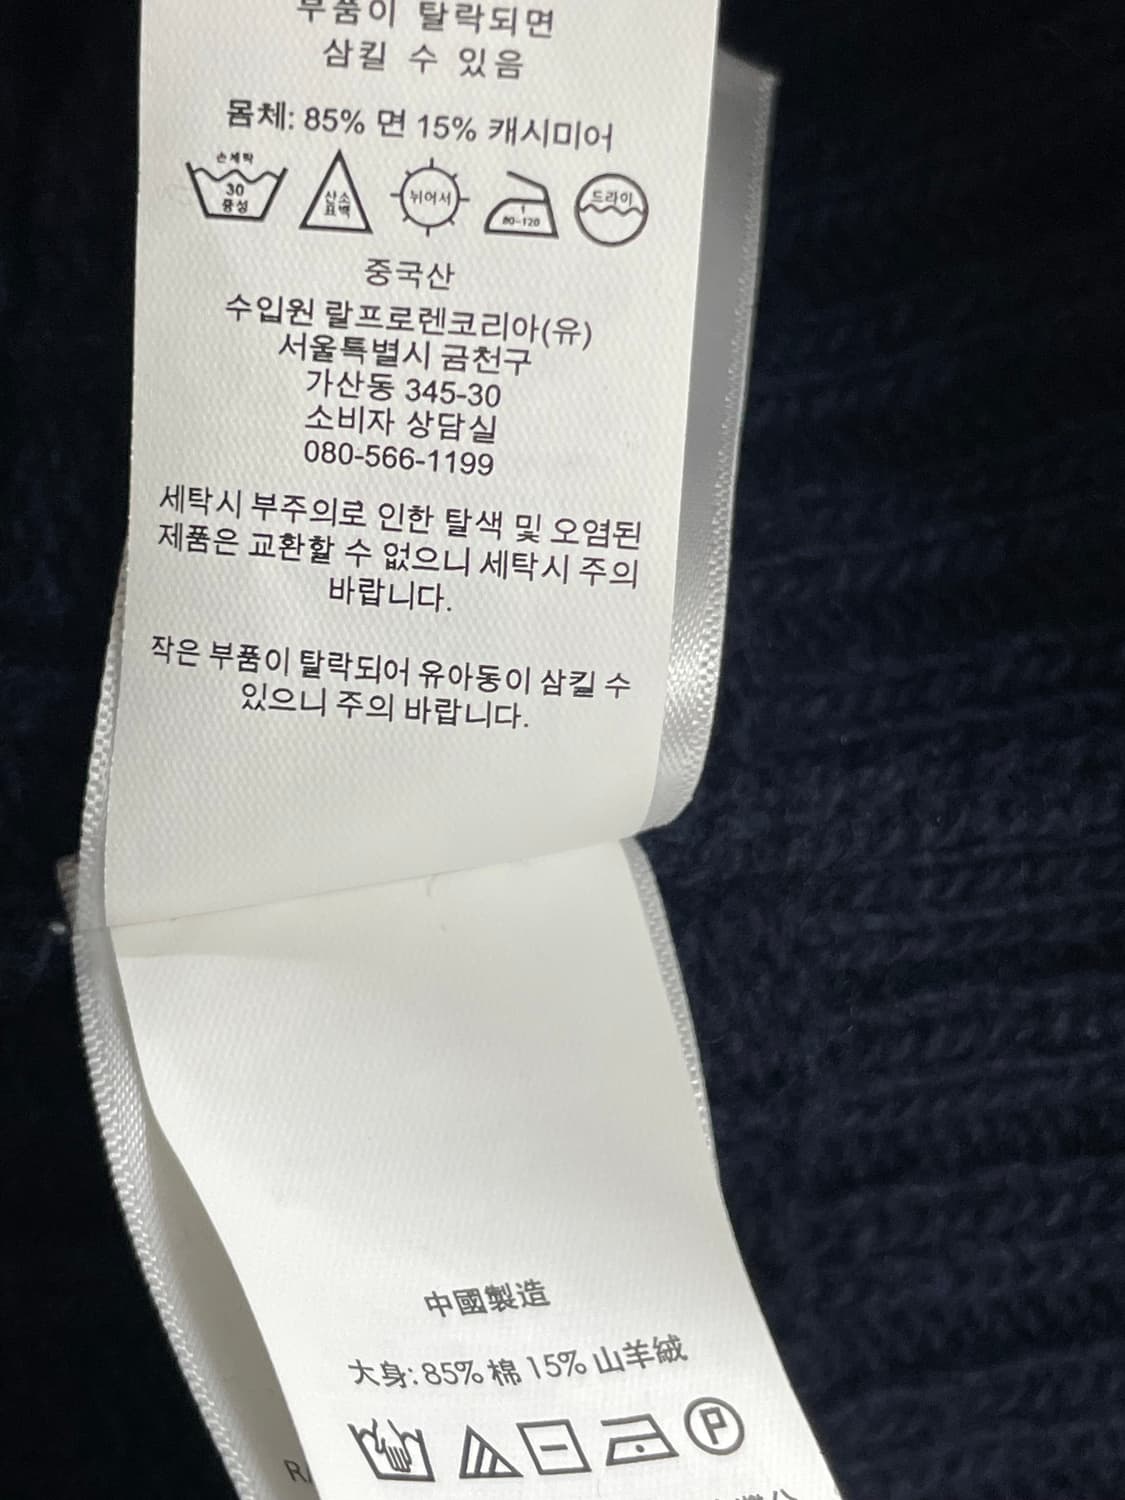 부품이 탈락되면
삼킬 수 있음
몸체: 85% 면 15% 캐시미어
손세탁
30
중성
산소
표백
뉘어서
1
80-120
드라이
중국산
수입원 랄프로렌코리아(유)
서울특별시 금천구
가산동 345-30
소비자 상담실
080-566-1199
세탁시 부주의로 인한 탈색 및 오염된
제품은 교환할 수 없으니 세탁시 주의
바랍니다.
작은 부품이 탈락되어 유아동이 삼킬 수
있으니 주의 바랍니다.
中國製造
大身: 85% 棉 15% 山羊絨
P